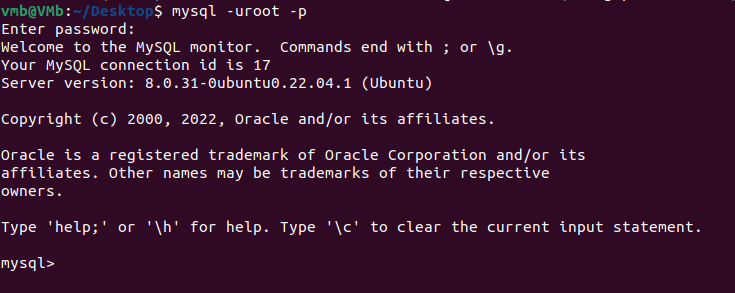 vmb@VMb:~/Desktop$ mysql -uroot -p
Enter password:
Welcome to the MySQL monitor.  Commands end with ; or \g.
Your MySQL connection id is 17
Server version: 8.0.31-0ubuntu0.22.04.1 (Ubuntu)

Copyright (c) 2000, 2022, Oracle and/or its affiliates.

Oracle is a registered trademark of Oracle Corporation and/or its
affiliates. Other names may be trademarks of their respective
owners.

Type 'help;' or '\h' for help. Type '\c' to clear the current input statement.

mysql>